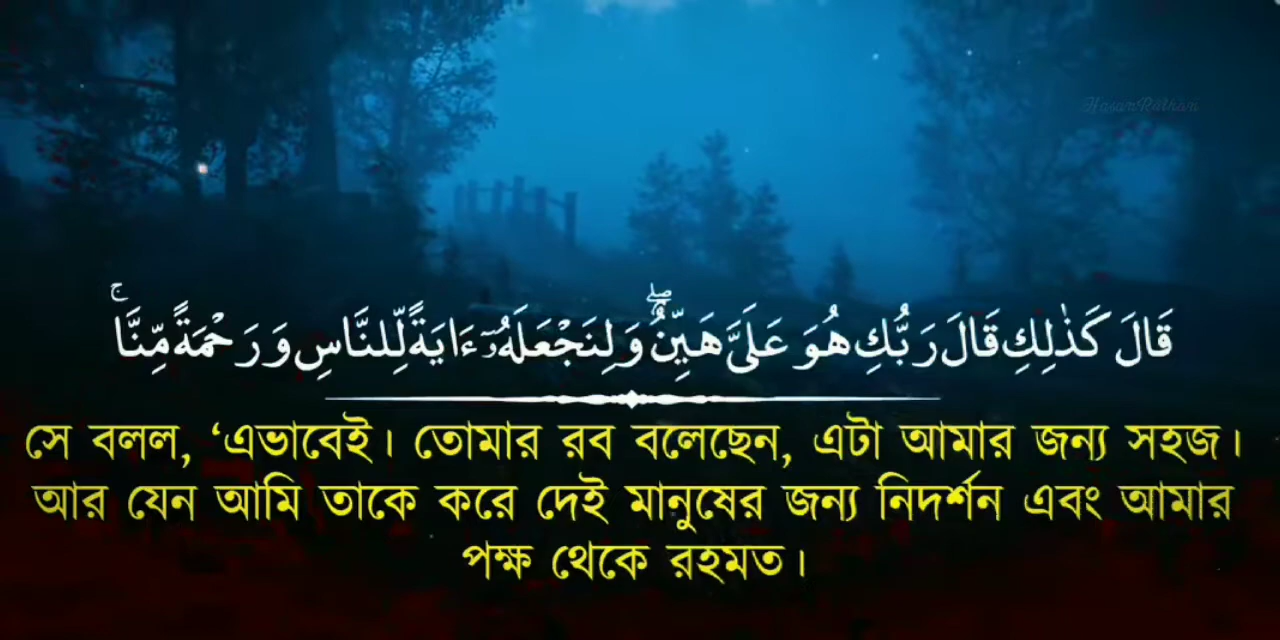 HasanRaihan
قَالَ كَذَٰلِكِ قَالَ رَبُّكِ هُوَ عَلَىَّ هَيِّنٌۖ وَلِنَجْعَلَهُۥٓ ءَايَةً لِّلنَّاسِ وَرَحْمَةً مِّنَّاۚ
সে বলল, ‘এভাবেই। তোমার রব বলেছেন, এটা আমার জন্য সহজ।
আর যেন আমি তাকে করে দেই মানুষের জন্য নিদর্শন এবং আমার
পক্ষ থেকে রহমত।